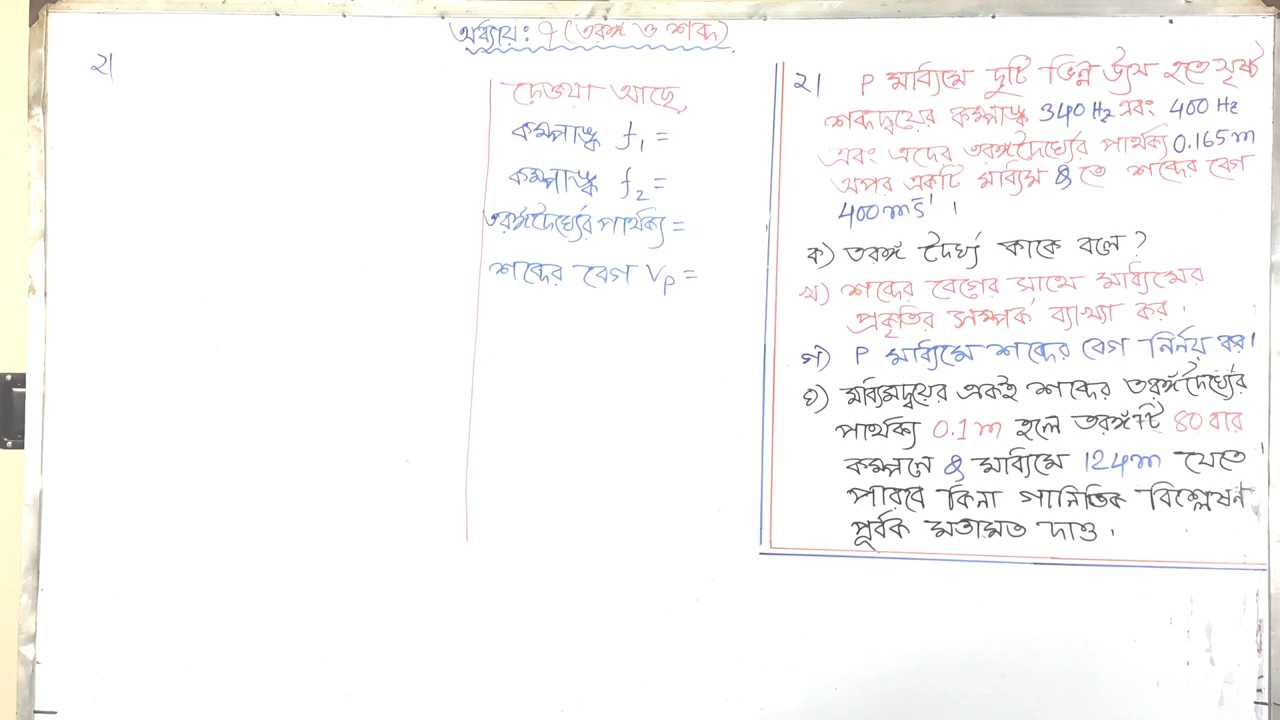 অধ্যায়: ৭ (তরঙ্গ ও শব্দ)
২।
দেওয়া আছে,
কম্পাঙ্ক f₁ =
কম্পাঙ্ক f₂ =
তরঙ্গদৈর্ঘ্যের পার্থক্য =
শব্দের বেগ Vₚ =
২। P মাধ্যমে দুটি ভিন্ন উৎস হতে সৃষ্ট
শব্দদ্বয়ের কম্পাঙ্ক 340 Hz এবং 400 Hz
এবং এদের তরঙ্গদৈর্ঘ্যের পার্থক্য 0.165 m
অপর একটি মাধ্যম Q তে শব্দের বেগ
400 ms⁻¹ ।
ক) তরঙ্গ দৈর্ঘ্য কাকে বলে ?
খ) শব্দের বেগের সাথে মাধ্যমের
প্রকৃতির সম্পর্ক ব্যাখ্যা কর ।
গ) P মাধ্যমে শব্দের বেগ নির্নয় কর।
ঘ) মাধ্যমদ্বয়ের একই শব্দের তরঙ্গদৈর্ঘ্যের
পার্থক্য 0.1 m হলে তরঙ্গটি 80 বার
কম্পনে Q মাধ্যমে 124m যেতে
পারবে কিনা গানিতিক বিশ্লেষন
পূর্বক মতামত দাও ।